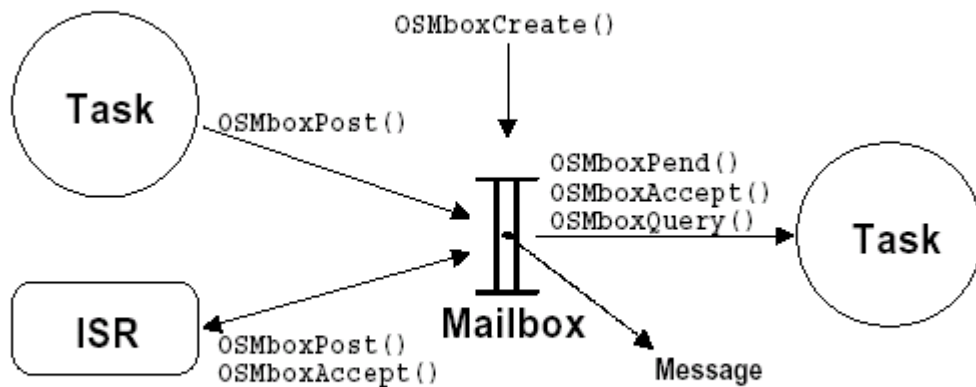 OSMboxCreate()
Task
OSMboxPost()
OSMboxPend()
OSMboxAccept()
OSMboxQuery()
Task
ISR
OSMboxPost()
OSMboxAccept()
Mailbox
Message